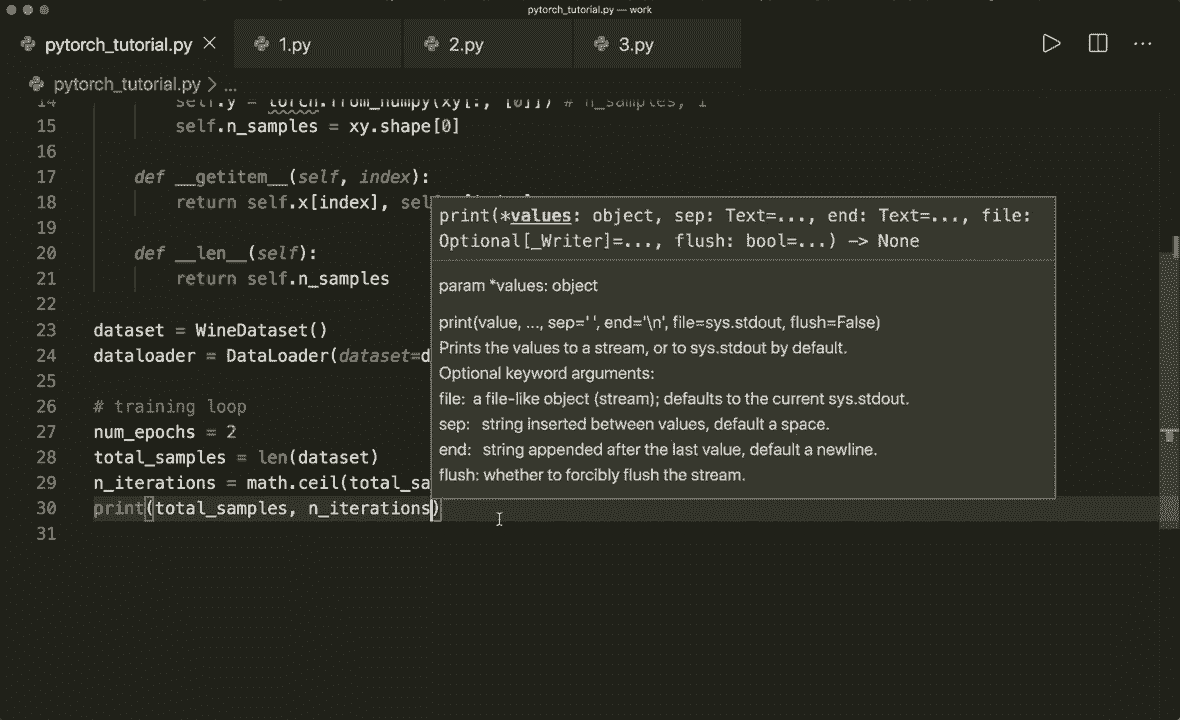 pytorch_tutorial.py — work
pytorch_tutorial.py 1.py 2.py 3.py
pytorch_tutorial.py > ...
14 self.y = torch.from_numpy(xy[:, [0]]) # n_samples, 1
15 self.n_samples = xy.shape[0]
16
17 def __getitem__(self, index):
18 return self.x[index],
19
20 def __len__(self):
21 return self.n_samples
22
23 dataset = WineDataset()
24 dataloader = DataLoader(dataset=d
25
26 # training loop
27 num_epochs = 2
28 total_samples = len(dataset)
29 n_iterations = math.ceil(total_sa
30 print(total_samples, n_iterations)
31
print(*values: object, sep: Text=..., end: Text=..., file:
Optional[_Writer]=..., flush: bool=...) -> None
param *values: object
print(value, ..., sep=' ', end='\n', file=sys.stdout, flush=False)
Prints the values to a stream, or to sys.stdout by default.
Optional keyword arguments:
file: a file-like object (stream); defaults to the current sys.stdout.
sep: string inserted between values, default a space.
end: string appended after the last value, default a newline.
flush: whether to forcibly flush the stream.